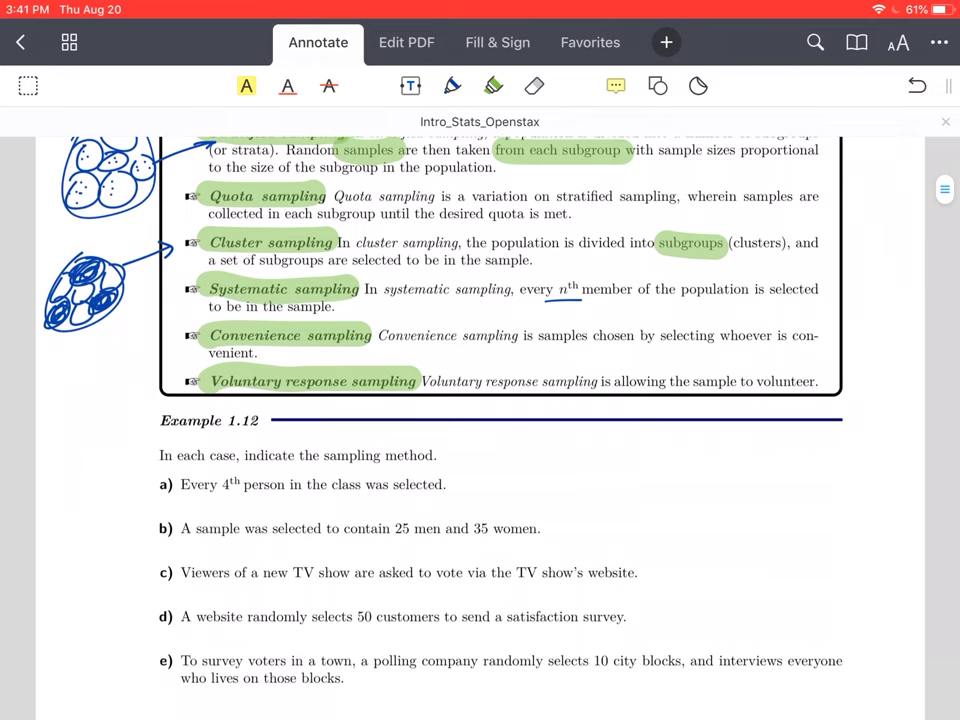 3:41 PM Thu Aug 20
61%
Annotate
Edit PDF
Fill & Sign
Favorites
AA
A A A T
Intro_Stats_Openstax
(or strata). Random samples are then taken from each subgroup with sample sizes proportional
to the size of the subgroup in the population.
Quota sampling Quota sampling is a variation on stratified sampling, wherein samples are
collected in each subgroup until the desired quota is met.
Cluster sampling In cluster sampling, the population is divided into subgroups (clusters), and
a set of subgroups are selected to be in the sample.
Systematic sampling In systematic sampling, every nth member of the population is selected
to be in the sample.
Convenience sampling Convenience sampling is samples chosen by selecting whoever is con-
venient.
Voluntary response sampling Voluntary response sampling is allowing the sample to volunteer.
Example 1.12
In each case, indicate the sampling method.
a) Every 4th person in the class was selected.
b) A sample was selected to contain 25 men and 35 women.
c) Viewers of a new TV show are asked to vote via the TV show's website.
d) A website randomly selects 50 customers to send a satisfaction survey.
e) To survey voters in a town, a polling company randomly selects 10 city blocks, and interviews everyone
who lives on those blocks.